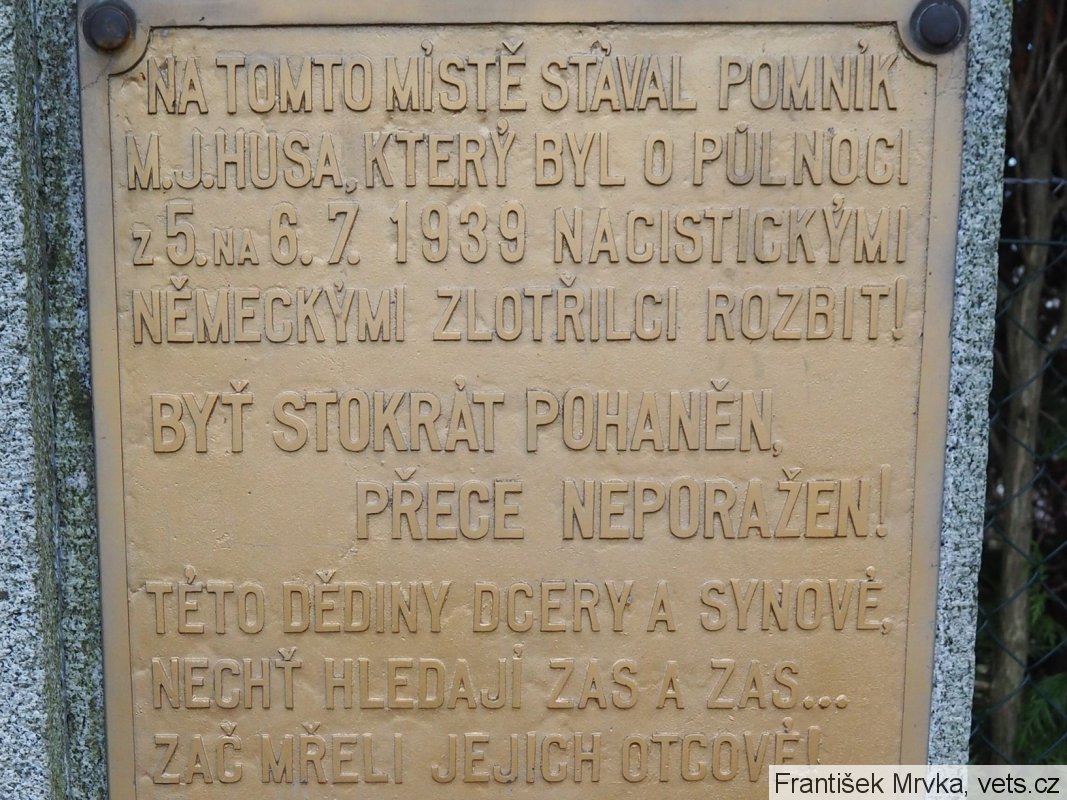 NA TOMTO MÍSTĚ STÁVAL POMNÍK
M.J.HUSA, KTERÝ BYL O PŮLNOCI
Z 5. NA 6. 7. 1939 NACISTICKÝMI
NĚMECKÝMI ZLOTŘILCI ROZBIT!
BYŤ STOKRÁT POHANĚN,
PŘECE NEPORAŽEN!
TÉTO DĚDINY DCERY A SYNOVÉ,
NECHŤ HLEDAJÍ ZAS A ZAS...
ZAČ MŘELI JEJICH OTCOVÉ!
František Mrvka, vets.cz